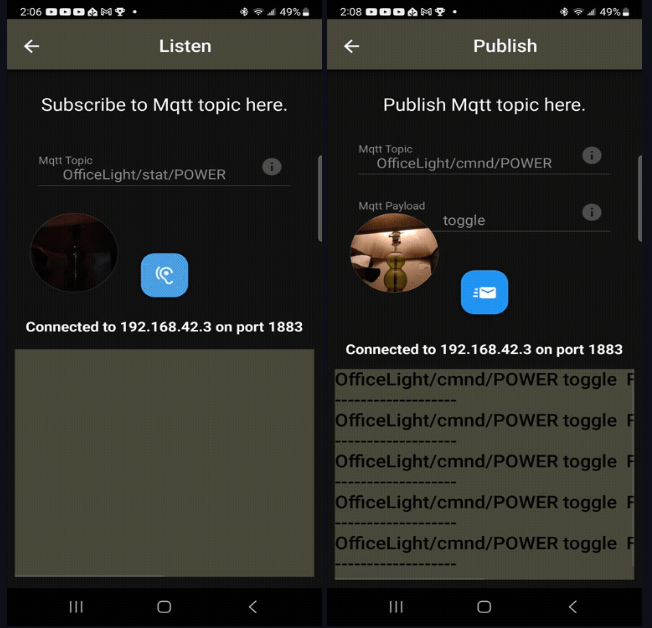 2:06
49%
Listen
Subscribe to Mqtt topic here.
Mqtt Topic
OfficeLight/stat/POWER
Connected to 192.168.42.3 on port 1883
2:08
49%
Publish
Publish Mqtt topic here.
Mqtt Topic
OfficeLight/cmnd/POWER
Mqtt Payload
toggle
Connected to 192.168.42.3 on port 1883
OfficeLight/cmnd/POWER toggle F
-------------------
OfficeLight/cmnd/POWER toggle F
-------------------
OfficeLight/cmnd/POWER toggle F
-------------------
OfficeLight/cmnd/POWER toggle F
-------------------
OfficeLight/cmnd/POWER toggle F
-------------------